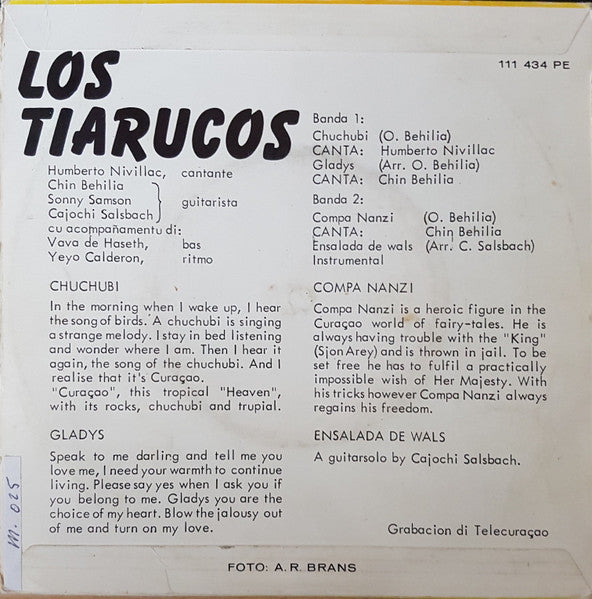 LOS
TIARUCOS
111 434 PE
Humberto Nivillac, cantante
Chin Behilia
Sonny Samson guitarista
Cajochi Salsbach
cu acompañamutu di:
Vava de Haseth, bas
Yeyo Calderon, ritmo
Banda 1:
Chuchubi (O. Behilia)
CANTA: Humberto Nivillac
Gladys (Arr. O. Behilia)
CANTA: Chin Behilia
Banda 2:
Compa Nanzi (O. Behilia)
CANTA: Chin Behilia
Ensalada de wals (Arr. C. Salsbach)
Instrumental
CHUCHUBI
In the morning when I wake up, I hear
the song of birds. A chuchubi is singing
a strange melody. I stay in bed listening
and wonder where I am. Then I hear it
again, the song of the chuchubi. And I
realise that it's Curaçao.
"Curaçao", this tropical "Heaven",
with its rocks, chuchubi and trupial.
GLADYS
Speak to me darling and tell me you
love me, I need your warmth to continue
living. Please say yes when I ask you if
you belong to me. Gladys you are the
choice of my heart. Blow the jalousy out
of me and turn on my love.
COMPA NANZI
Compa Nanzi is a heroic figure in the
Curaçao world of fairy-tales. He is
always having trouble with the "King"
(Sjon Arey) and is thrown in jail. To be
set free he has to fulfil a practically
impossible wish of Her Majesty. With
his tricks however Compa Nanzi always
regains his freedom.
ENSALADA DE WALS
A guitarsolo by Cajochi Salsbach.
Grabacion di Telecuraçao
M. 025
FOTO: A.R. BRANS